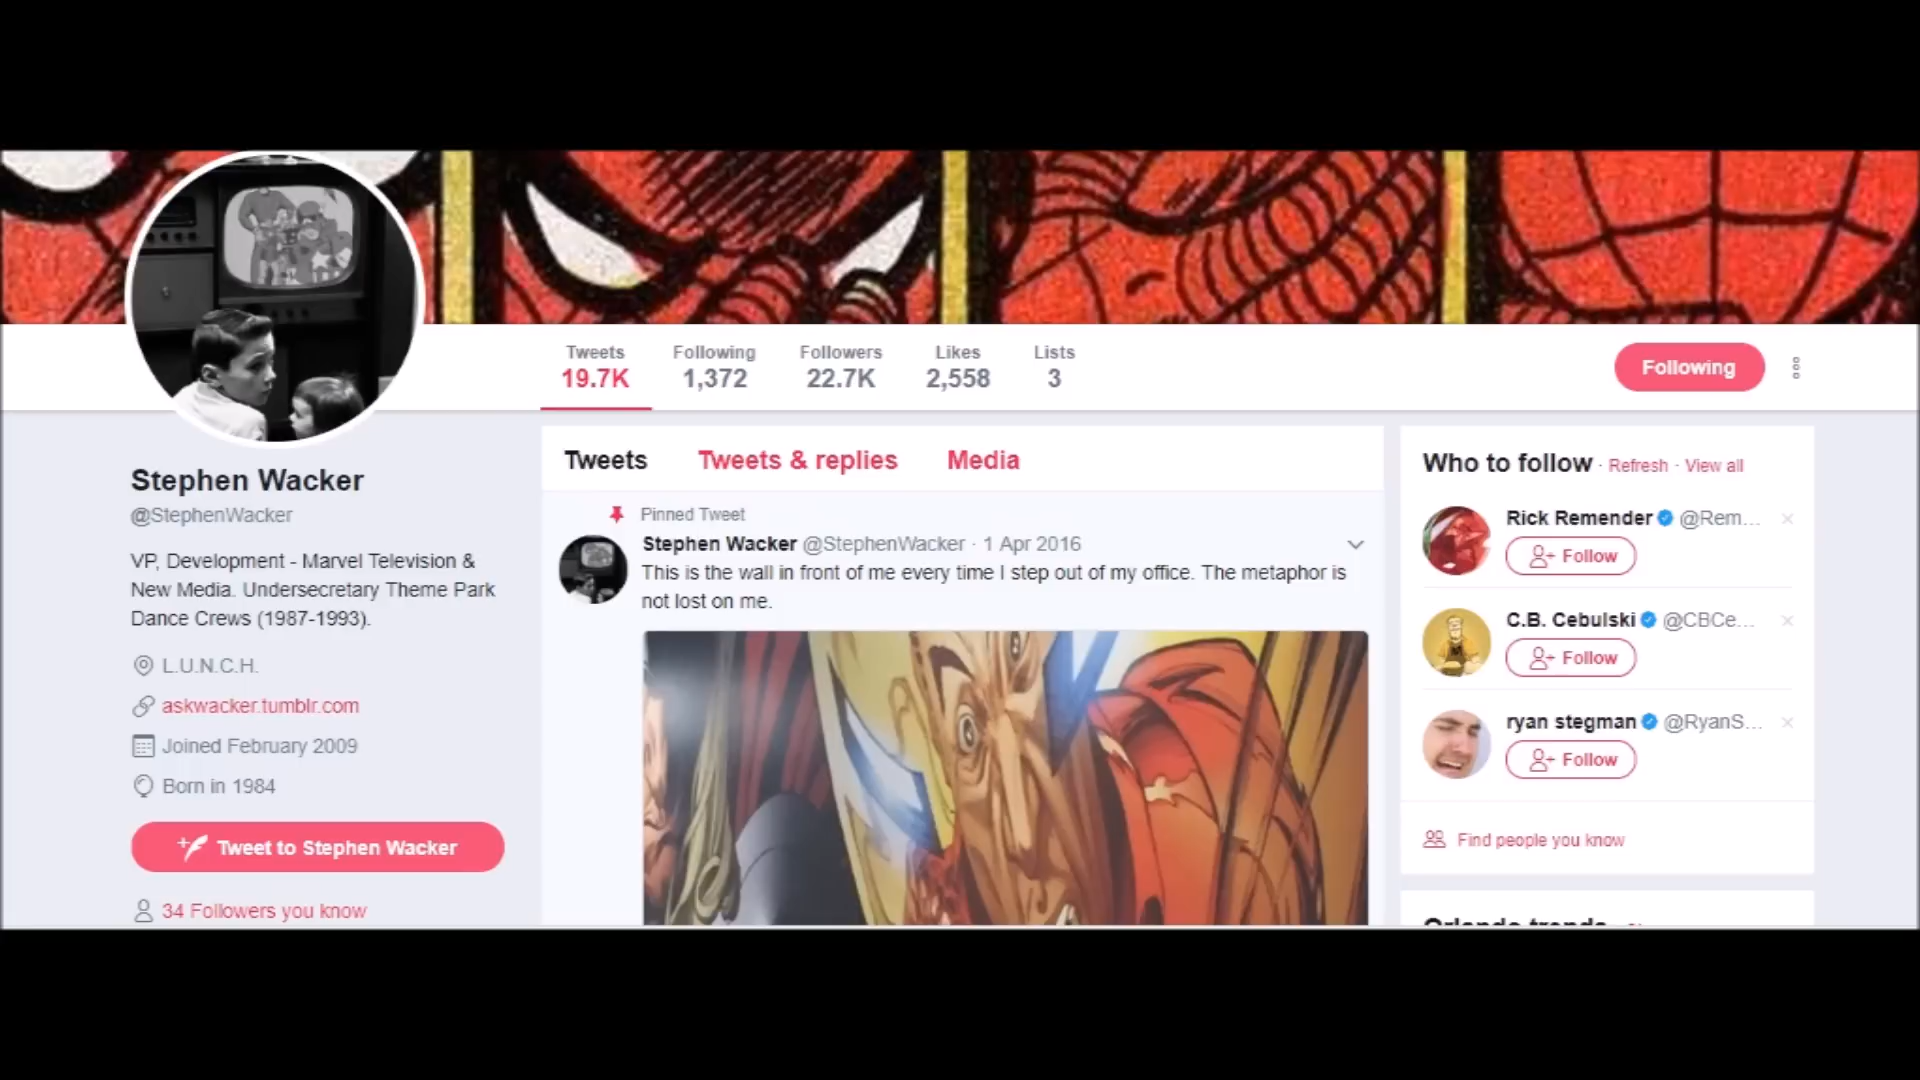 Tweets
19.7K
Following
1,372
Followers
22.7K
Likes
2,558
Lists
3
Following
Stephen Wacker
@StephenWacker
VP, Development - Marvel Television &
New Media. Undersecretary Theme Park
Dance Crews (1987-1993).
L.U.N.C.H.
askwacker.tumblr.com
Joined February 2009
Born in 1984
Tweet to Stephen Wacker
34 Followers you know
Tweets Tweets & replies Media
Pinned Tweet
Stephen Wacker @StephenWacker · 1 Apr 2016
This is the wall in front of me every time I step out of my office. The metaphor is
not lost on me.
Who to follow · Refresh · View all
Rick Remender @Rem...
Follow
C.B. Cebulski @CBCe...
Follow
ryan stegman @RyanS...
Follow
Find people you know
Orlando trends